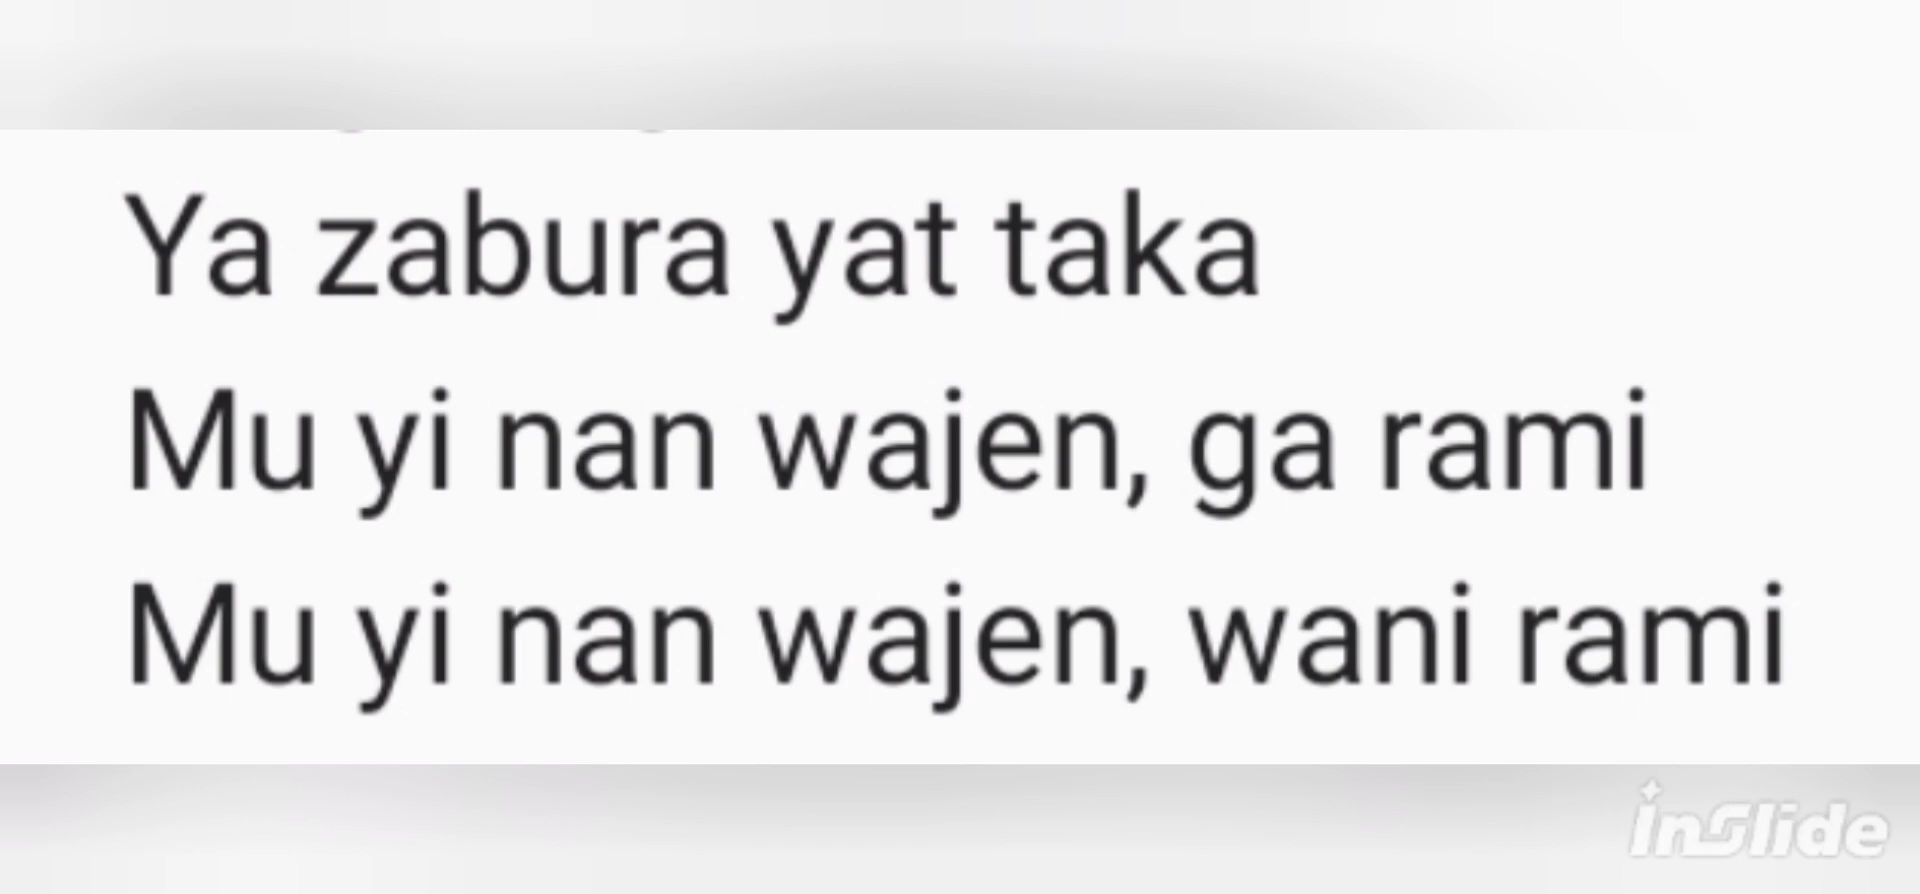 Ya zabura yat taka
Mu yi nan wajen, ga rami
Mu yi nan wajen, wani rami
inSlide